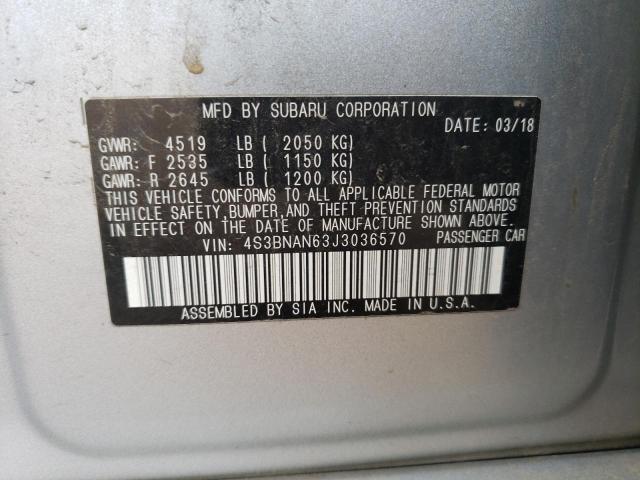 MFD BY SUBARU CORPORATION
DATE: 03/18
GVWR: 4519 LB ( 2050 KG)
GAWR: F 2535 LB ( 1150 KG)
GAWR: R 2645 LB ( 1200 KG)
THIS VEHICLE CONFORMS TO ALL APPLICABLE FEDERAL MOTOR
VEHICLE SAFETY, BUMPER, AND THEFT PREVENTION STANDARDS
IN EFFECT ON THE DATE OF MANUFACTURE SHOWN ABOVE.
VIN: 4S3BNAN63J3036570 PASSENGER CAR
ASSEMBLED BY SIA INC. MADE IN U.S.A.